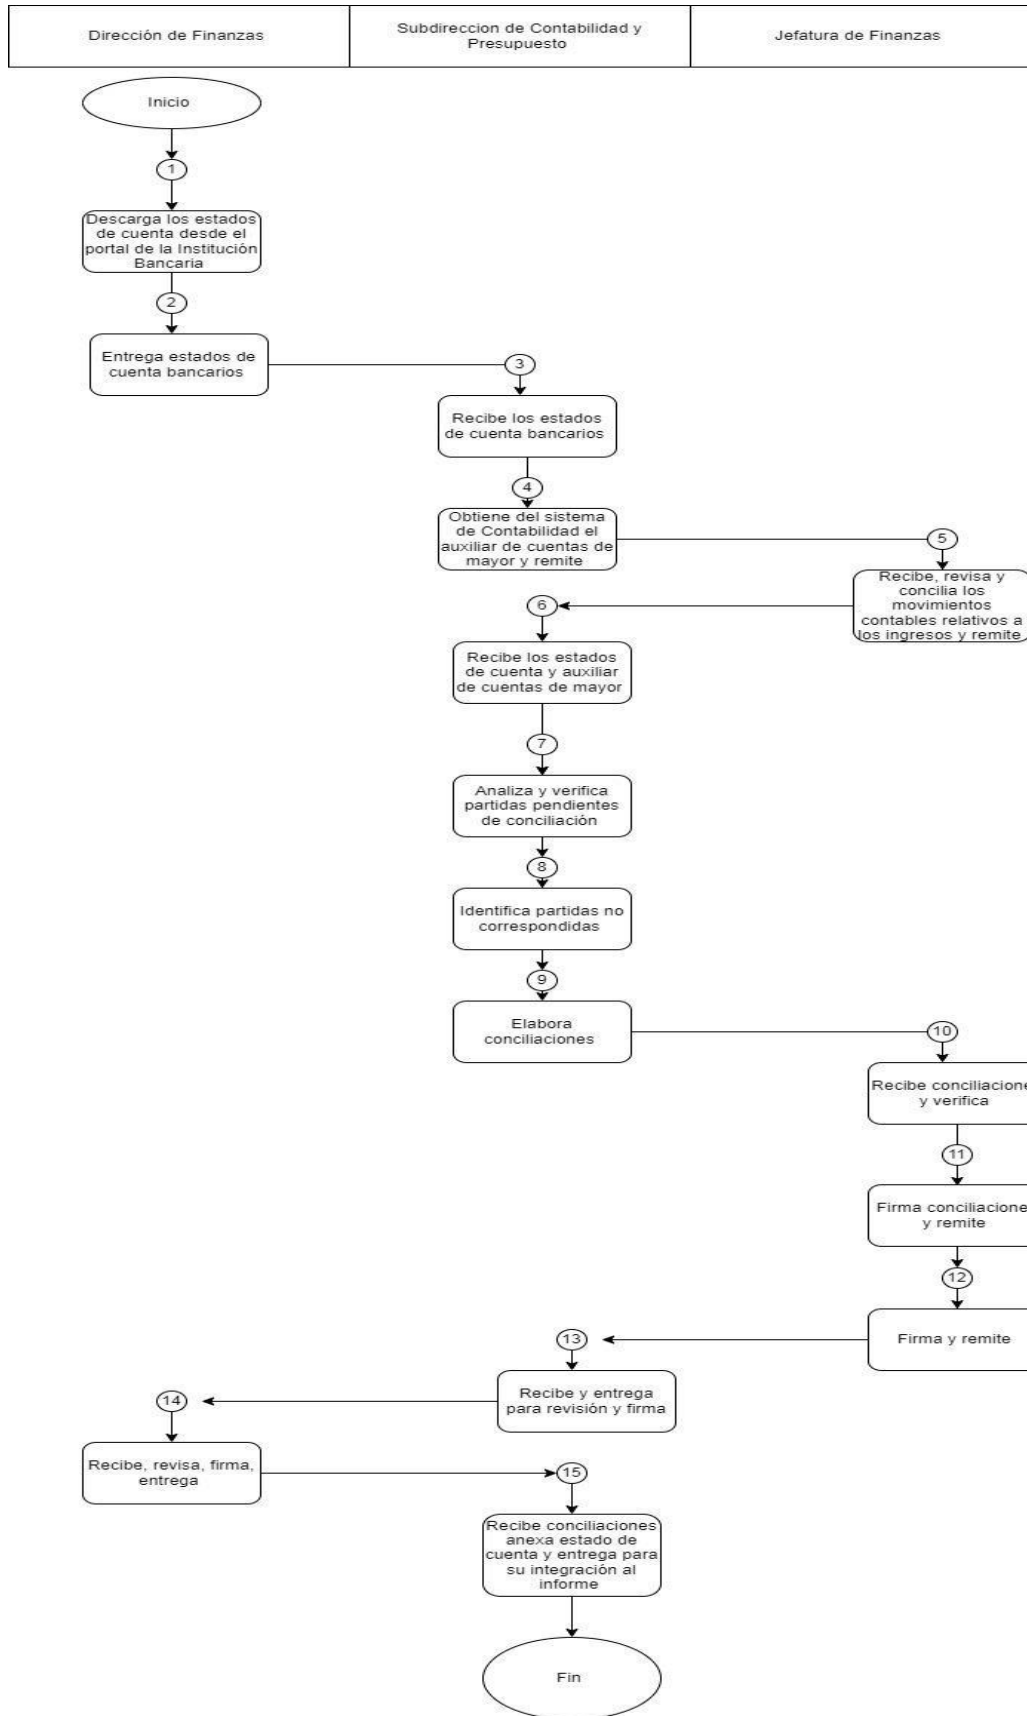 Dirección de Finanzas
Subdireccion de Contabilidad y
Presupuesto
Jefatura de Finanzas
Inicio
1
Descarga los estados
de cuenta desde el
portal de la Institución
Bancaria
2
Entrega estados de
cuenta bancarios
3
Recibe los estados
de cuenta bancarios
4
Obtiene del sistema
de Contabilidad el
auxiliar de cuentas de
mayor y remite
5
Recibe, revisa y
concilia los
movimientos
contables relativos a
los ingresos y remite
6
Recibe los estados
de cuenta y auxiliar
de cuentas de mayor
7
Analiza y verifica
partidas pendientes
de conciliación
8
Identifica partidas no
correspondidas
9
Elabora
conciliaciones
10
Recibe conciliacione
y verifica
11
Firma conciliacione
y remite
12
Firma y remite
13
Recibe y entrega
para revisión y firma
14
Recibe, revisa, firma,
entrega
15
Recibe conciliaciones
anexa estado de
cuenta y entrega para
su integración al
informe
Fin